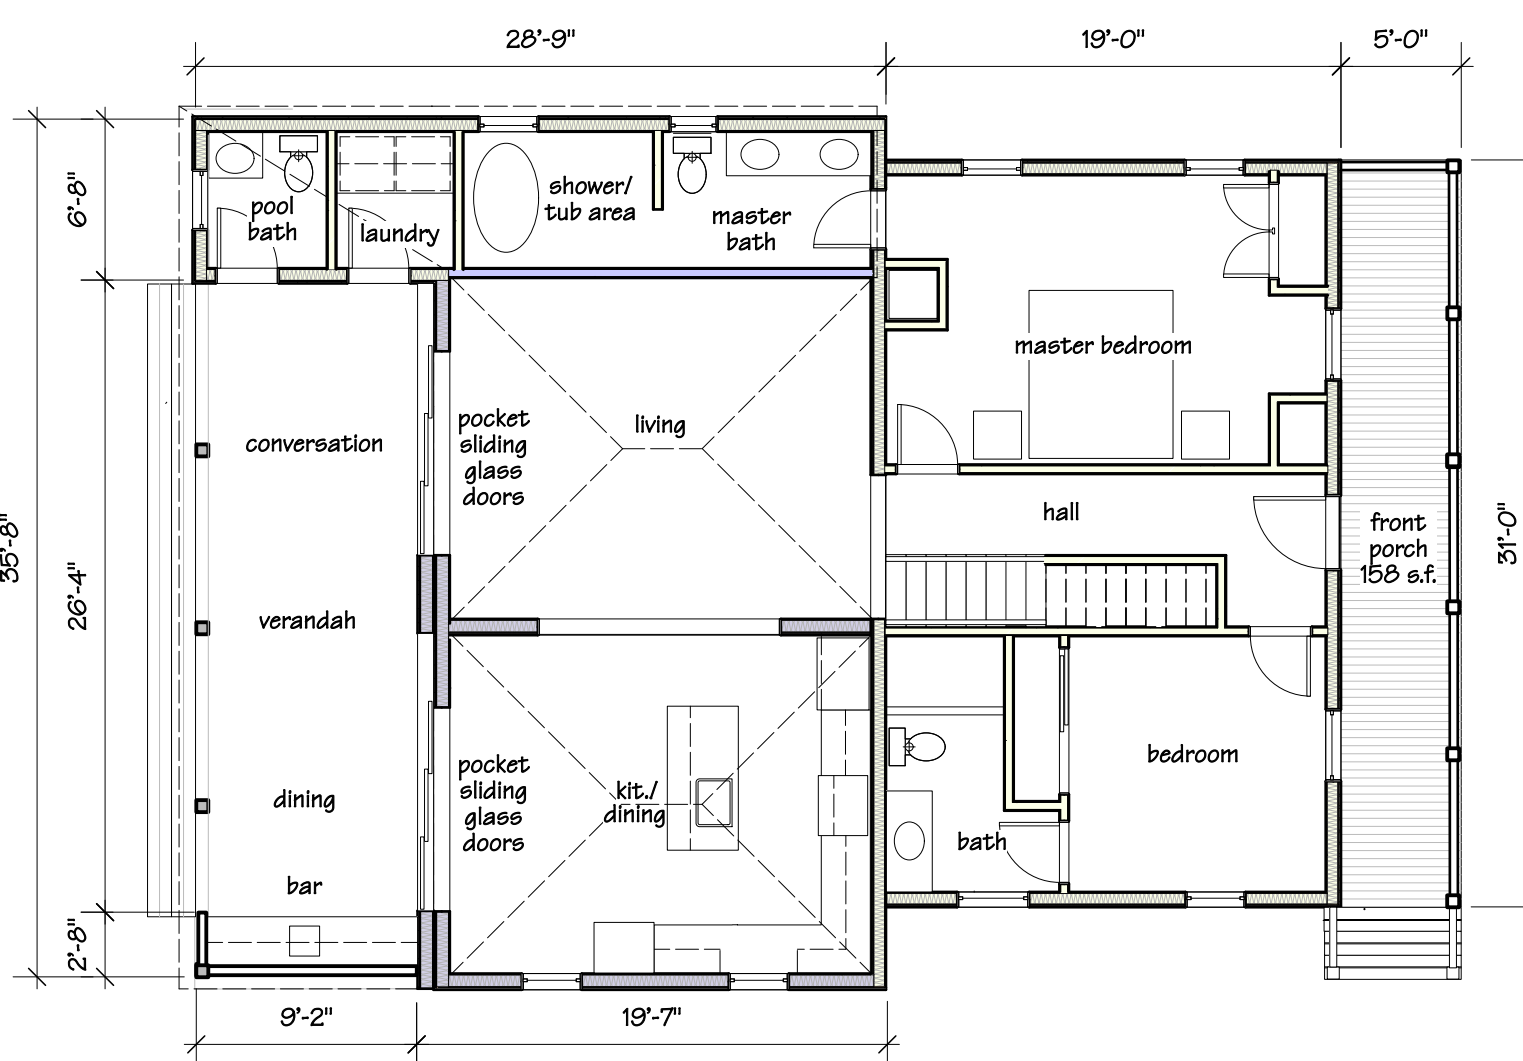 28'-9"
19'-0"
5'-0"
6'-8"
pool
bath
laundry
shower/
tub area
master
bath
master bedroom
conversation
pocket
sliding
glass
doors
living
hall
front
porch
158 s.f.
35'-8"
26'-4"
31'-0"
verandah
dining
bar
pocket
sliding
glass
doors
kit./
dining
bath
bedroom
2'-8"
9'-2"
19'-7"